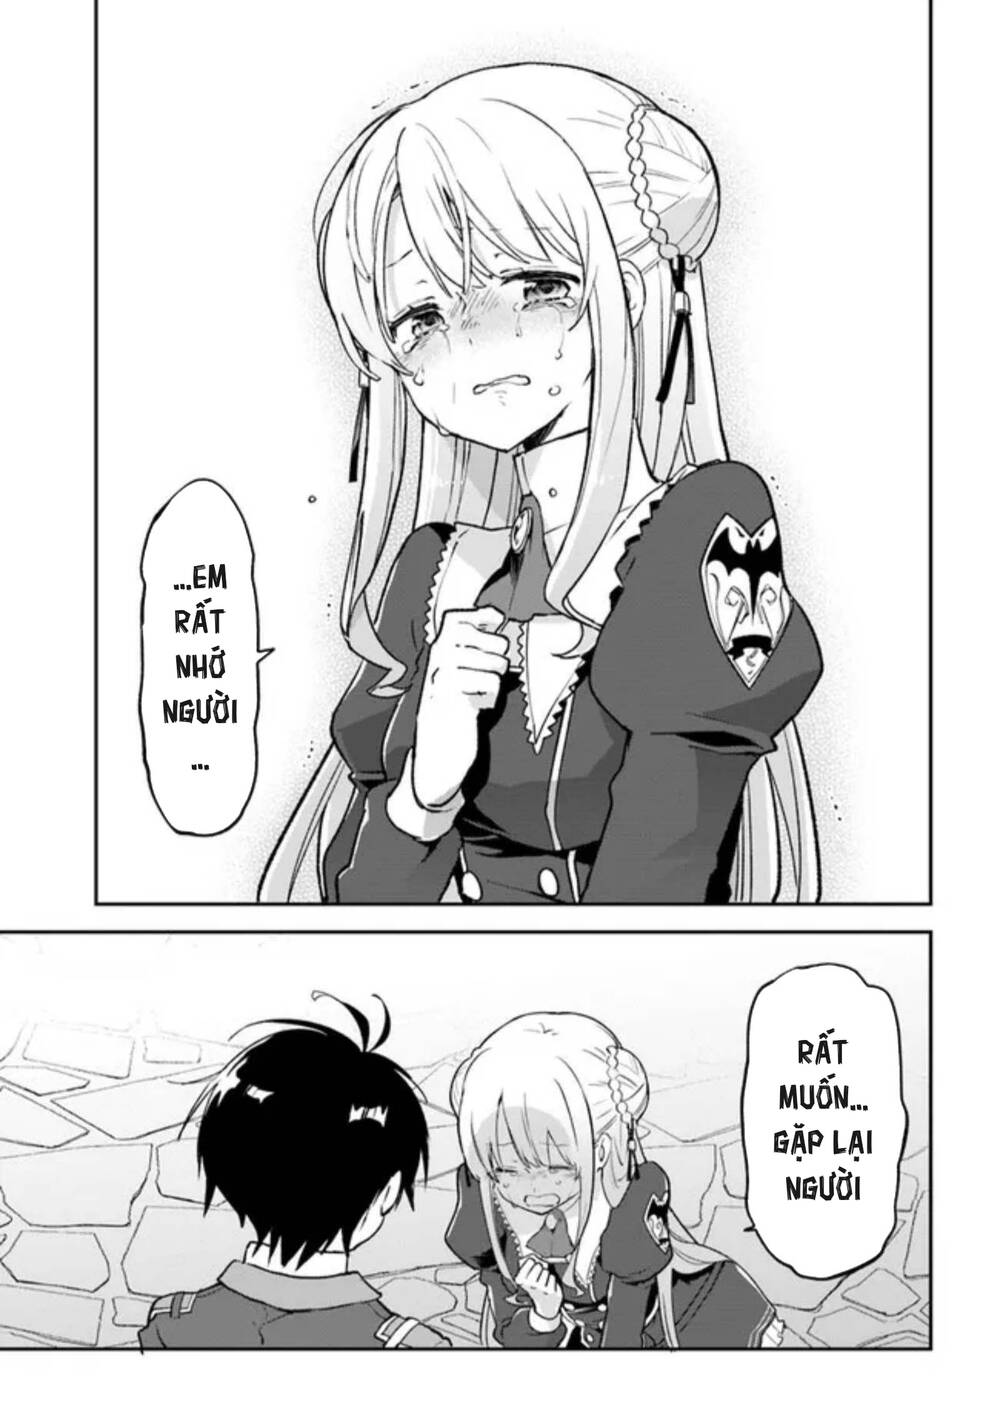 ...EM
RẤT
NHỚ
NGƯỜI
...
RẤT
MUỐN...
GẶP LẠI
NGƯỜI